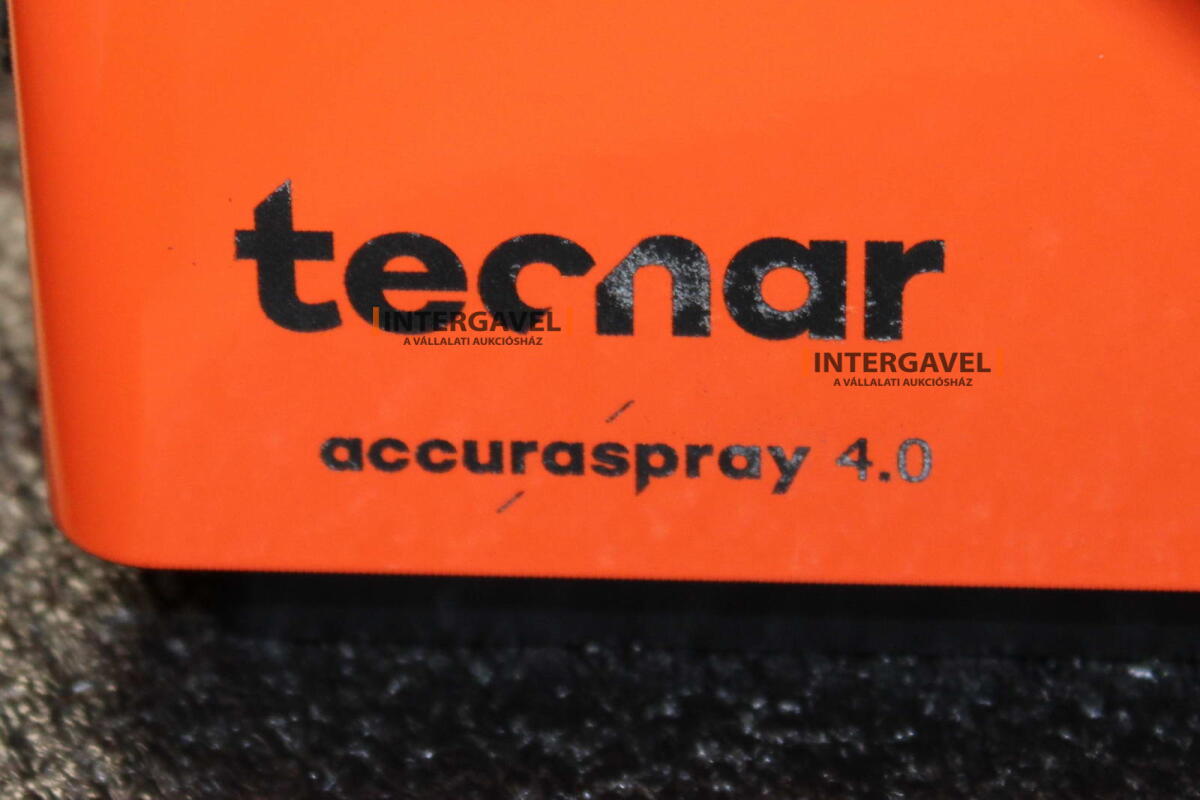 tecnar
INTERGAVEL
A VÁLLALATI AUKCIÓSHÁZ
INTERGAVEL
A VÁLLALATI AUKCIÓSHÁZ
accuraspray 4.0